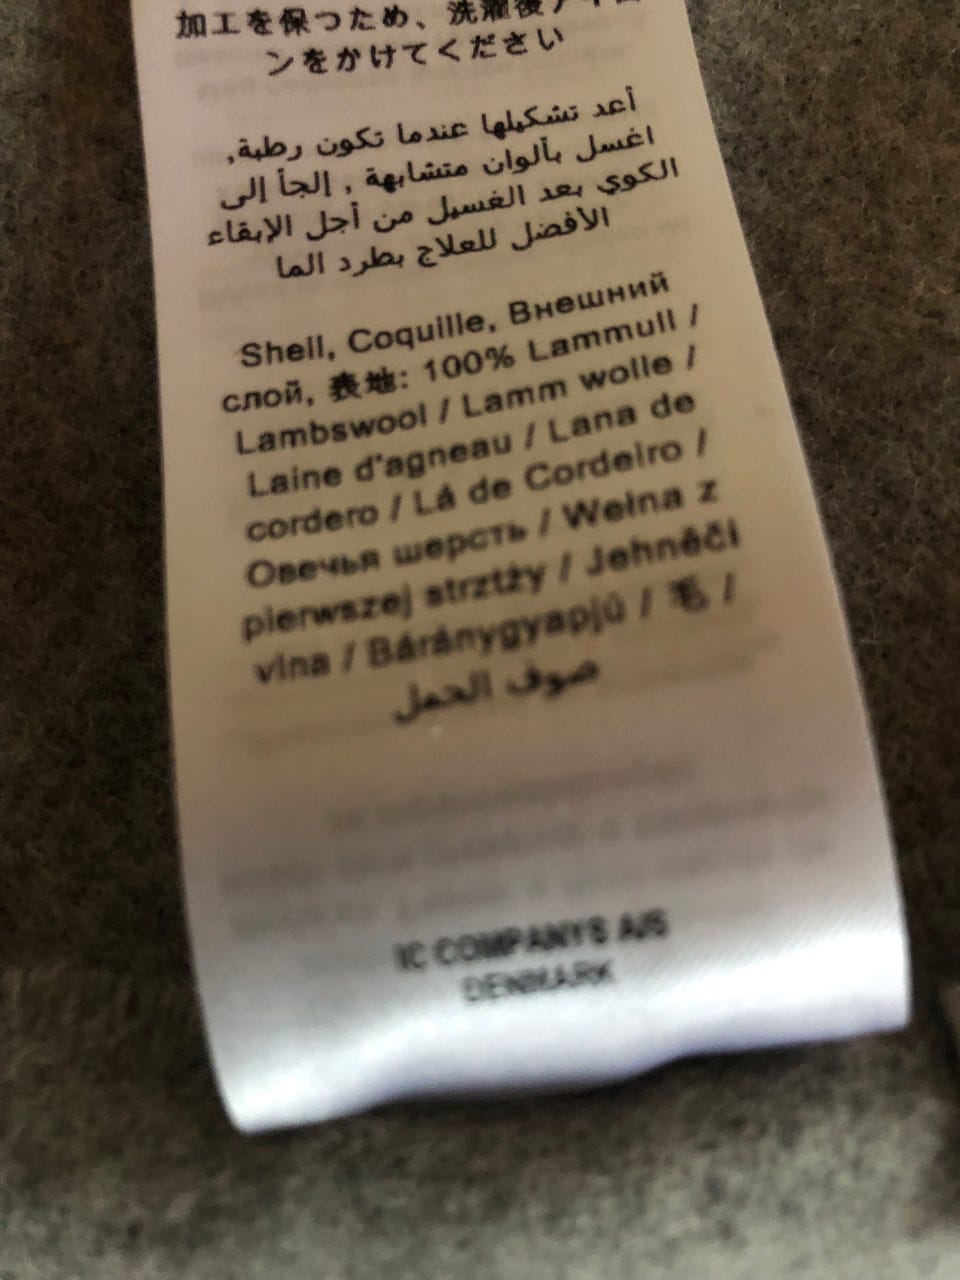 加工を保つため、洗濯後アイロ
ンをかけてください
أعد تشكيلها عندما تكون رطبة,
اغسل بألوان متشابهة , إلجأ إلى
الكوي بعد الغسيل من أجل الإبقاء
الأفضل للعلاج بطرد الما
Shell, Coquille, Внешний
слой, 表地: 100% Lammull /
Lambswool / Lamm wolle /
Laine d'agneau / Lana de
cordero / Lá de Cordeiro /
Овечья шерсть / Wełna z
pierwszej strztży / Jehněčí
vlna / Báránygyapjú / 毛 /
صوف الحمل
IC COMPANYS A/S
DENMARK